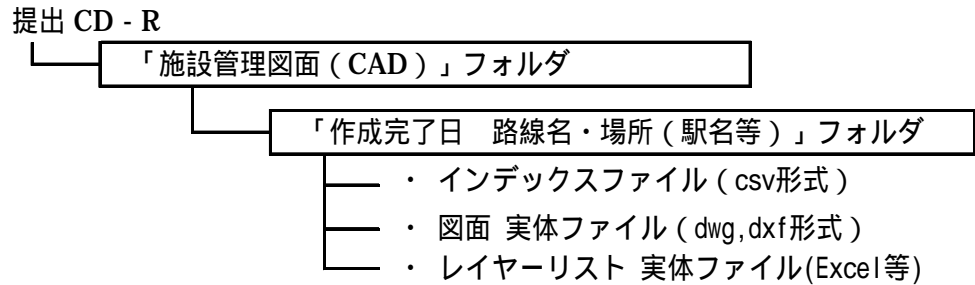 提出 CD - R
「施設管理図面（CAD）」フォルダ
「作成完了日　路線名・場所（駅名等）」フォルダ
・ インデックスファイル（csv形式）
・ 図面 実体ファイル（dwg,dxf形式）
・ レイヤーリスト 実体ファイル(Excel等)